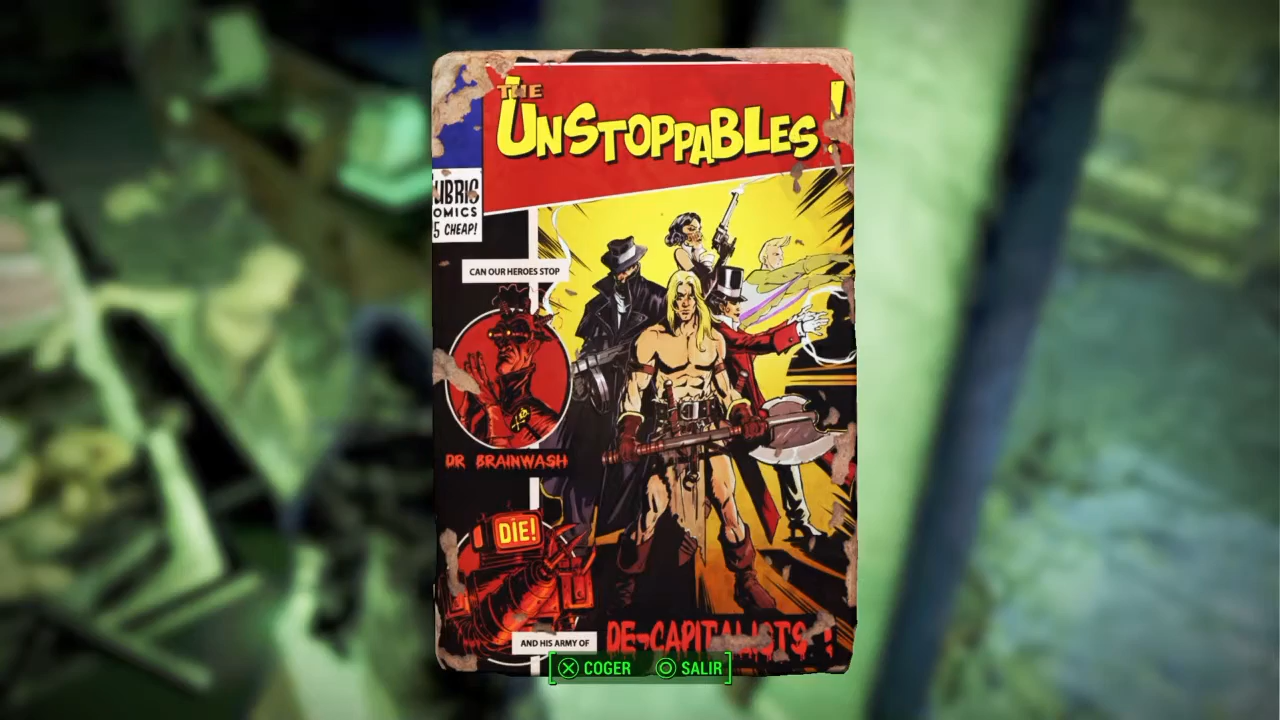 THE
UNSTOPPABLES!
UBRIS
OMICS
5 CHEAP!
CAN OUR HEROES STOP
DR BRAINWASH
DIE!
AND HIS ARMY OF
DE-CAPITALISTS!
COGER SALIR